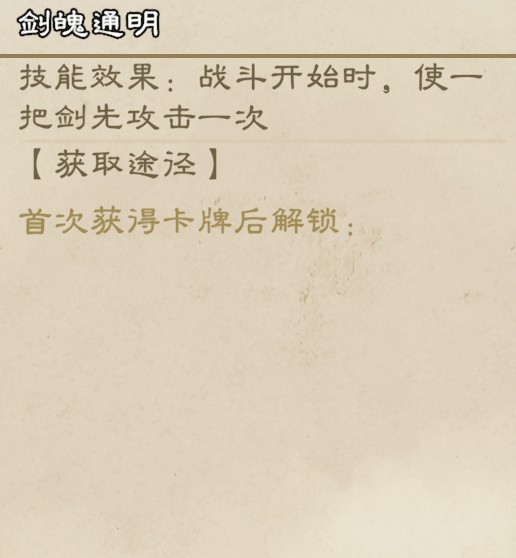 剑魄通明
技能效果：战斗开始时，使一
把剑先攻击一次
【获取途径】
首次获得卡牌后解锁：